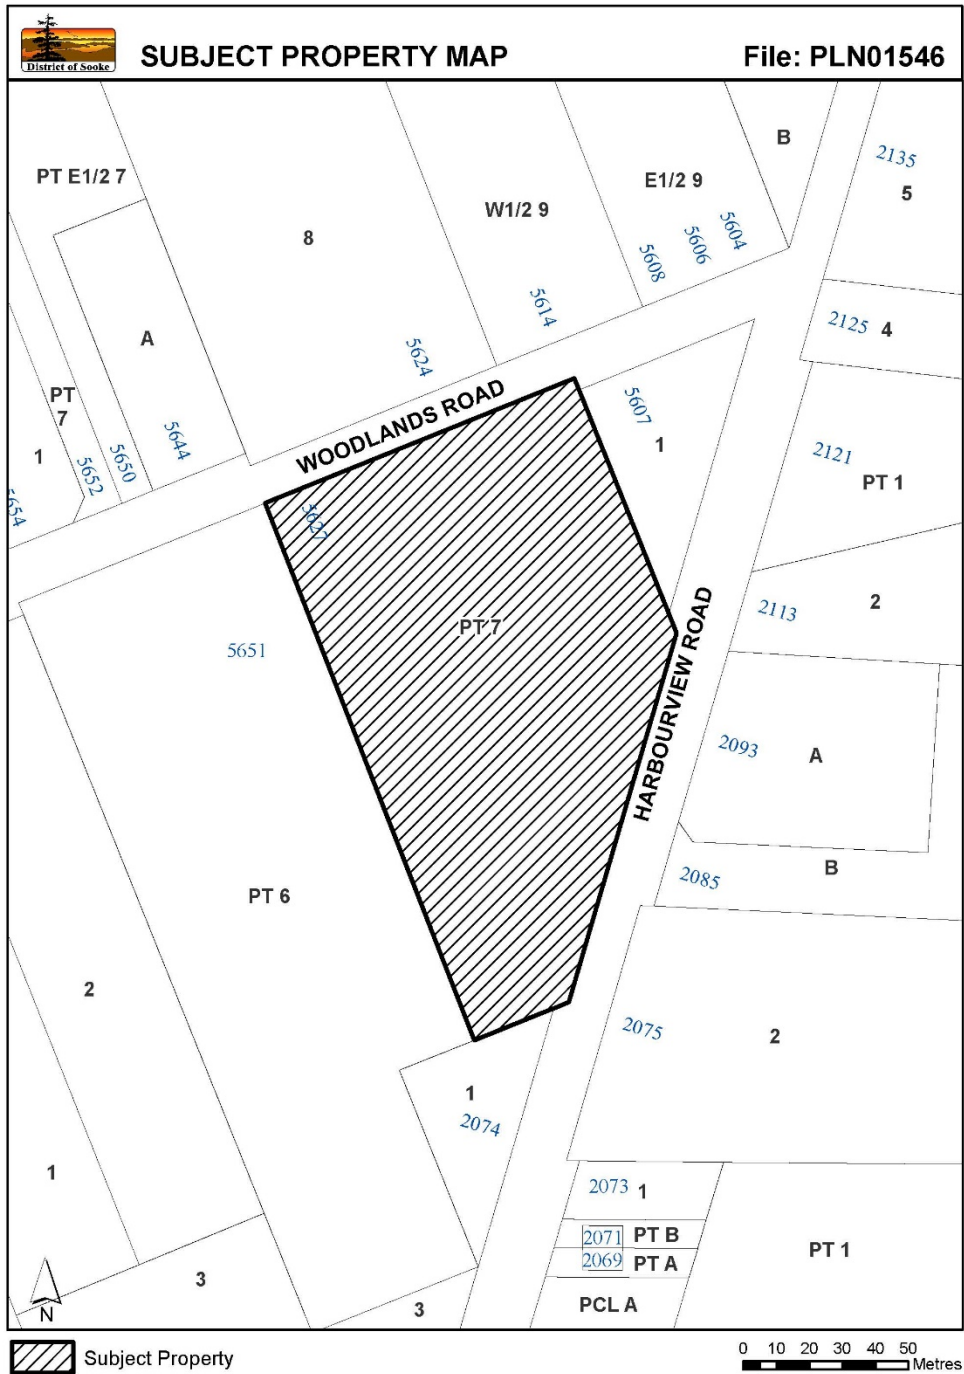 District of Sooke
SUBJECT PROPERTY MAP
File: PLN01546
B
2135
5
PT E1/2 7
E1/2 9
W1/2 9
8
5604
5606
5608
5614
2125 4
A
5624
PT
7
WOODLANDS ROAD
5607
1
5644
5650
5652
1
2121
PT 1
5654
5627
2
2113
PT 7
5651
HARBOURVIEW ROAD
2093
A
B
2085
PT 6
2
2075
2
1
2074
1
2073 1
2071 PT B
2069 PT A
PT 1
3
PCL A
3
N
Subject Property
0 10 20 30 40 50
Metres